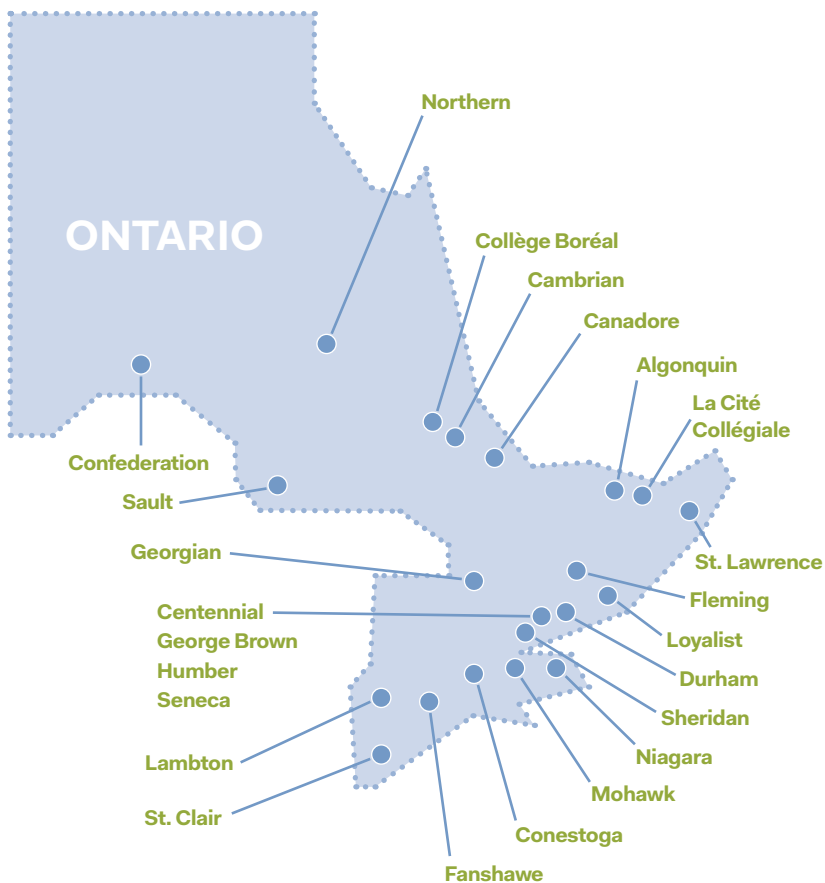 Northern
ONTARIO
Collège Boréal
Cambrian
Canadore
Algonquin
La Cité
Collégiale
Confederation
Sault
Georgian
St. Lawrence
Fleming
Centennial
George Brown
Humber
Seneca
Loyalist
Durham
Sheridan
Niagara
Lambton
Mohawk
St. Clair
Conestoga
Fanshawe